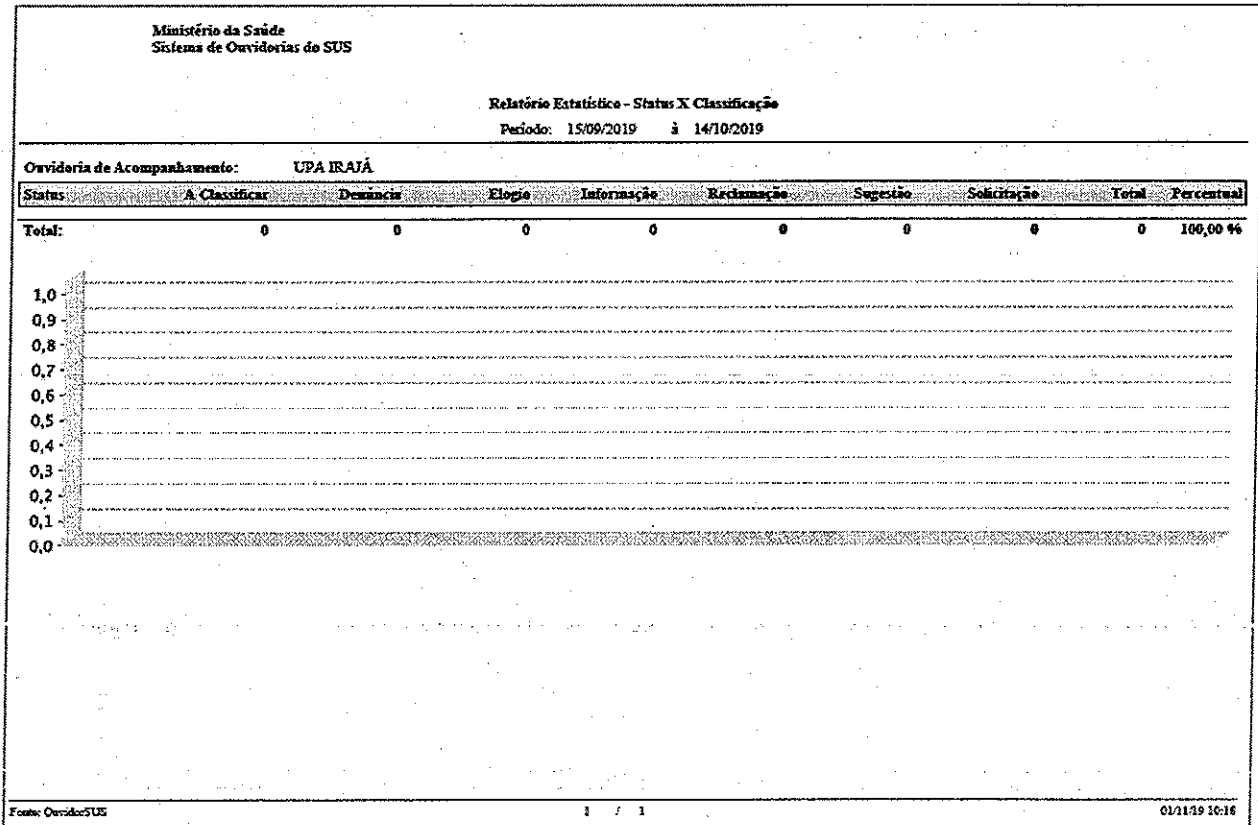 Ministério da Saúde
Sistema de Ouvidorias do SUS
Relatório Estatístico - Status X Classificação
Período: 15/09/2019 à 14/10/2019
Ouvidoria de Acompanhamento: UPA IRAJÁ
Status A Classificar Denúncia Elogio Informação Reclamação Sugestão Solicitação Total Percentual
Total: 0 0 0 0 0 0 0 0 100,00 %
1,0
0,9
0,8
0,7
0,6
0,5
0,4
0,3
0,2
0,1
0,0
Fonte: OuvidorSUS 1 / 1 01/11/19 10:18